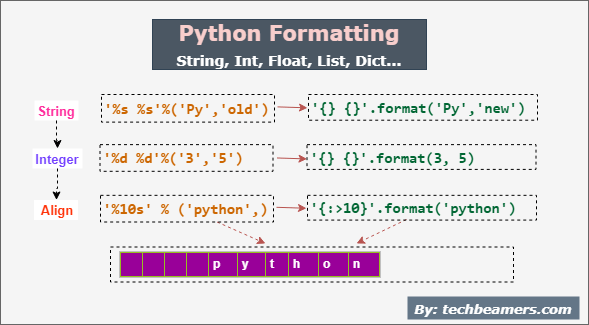 Python Formatting
String, Int, Float, List, Dict...
String
'%s %s'%('Py','old')
'{} {}'.format('Py','new')
Integer
'%d %d'%('3','5')
'{} {}'.format(3, 5)
Align
'%10s' % ('python',)
'{:>10}'.format('python')
p y t h o n
By: techbeamers.com